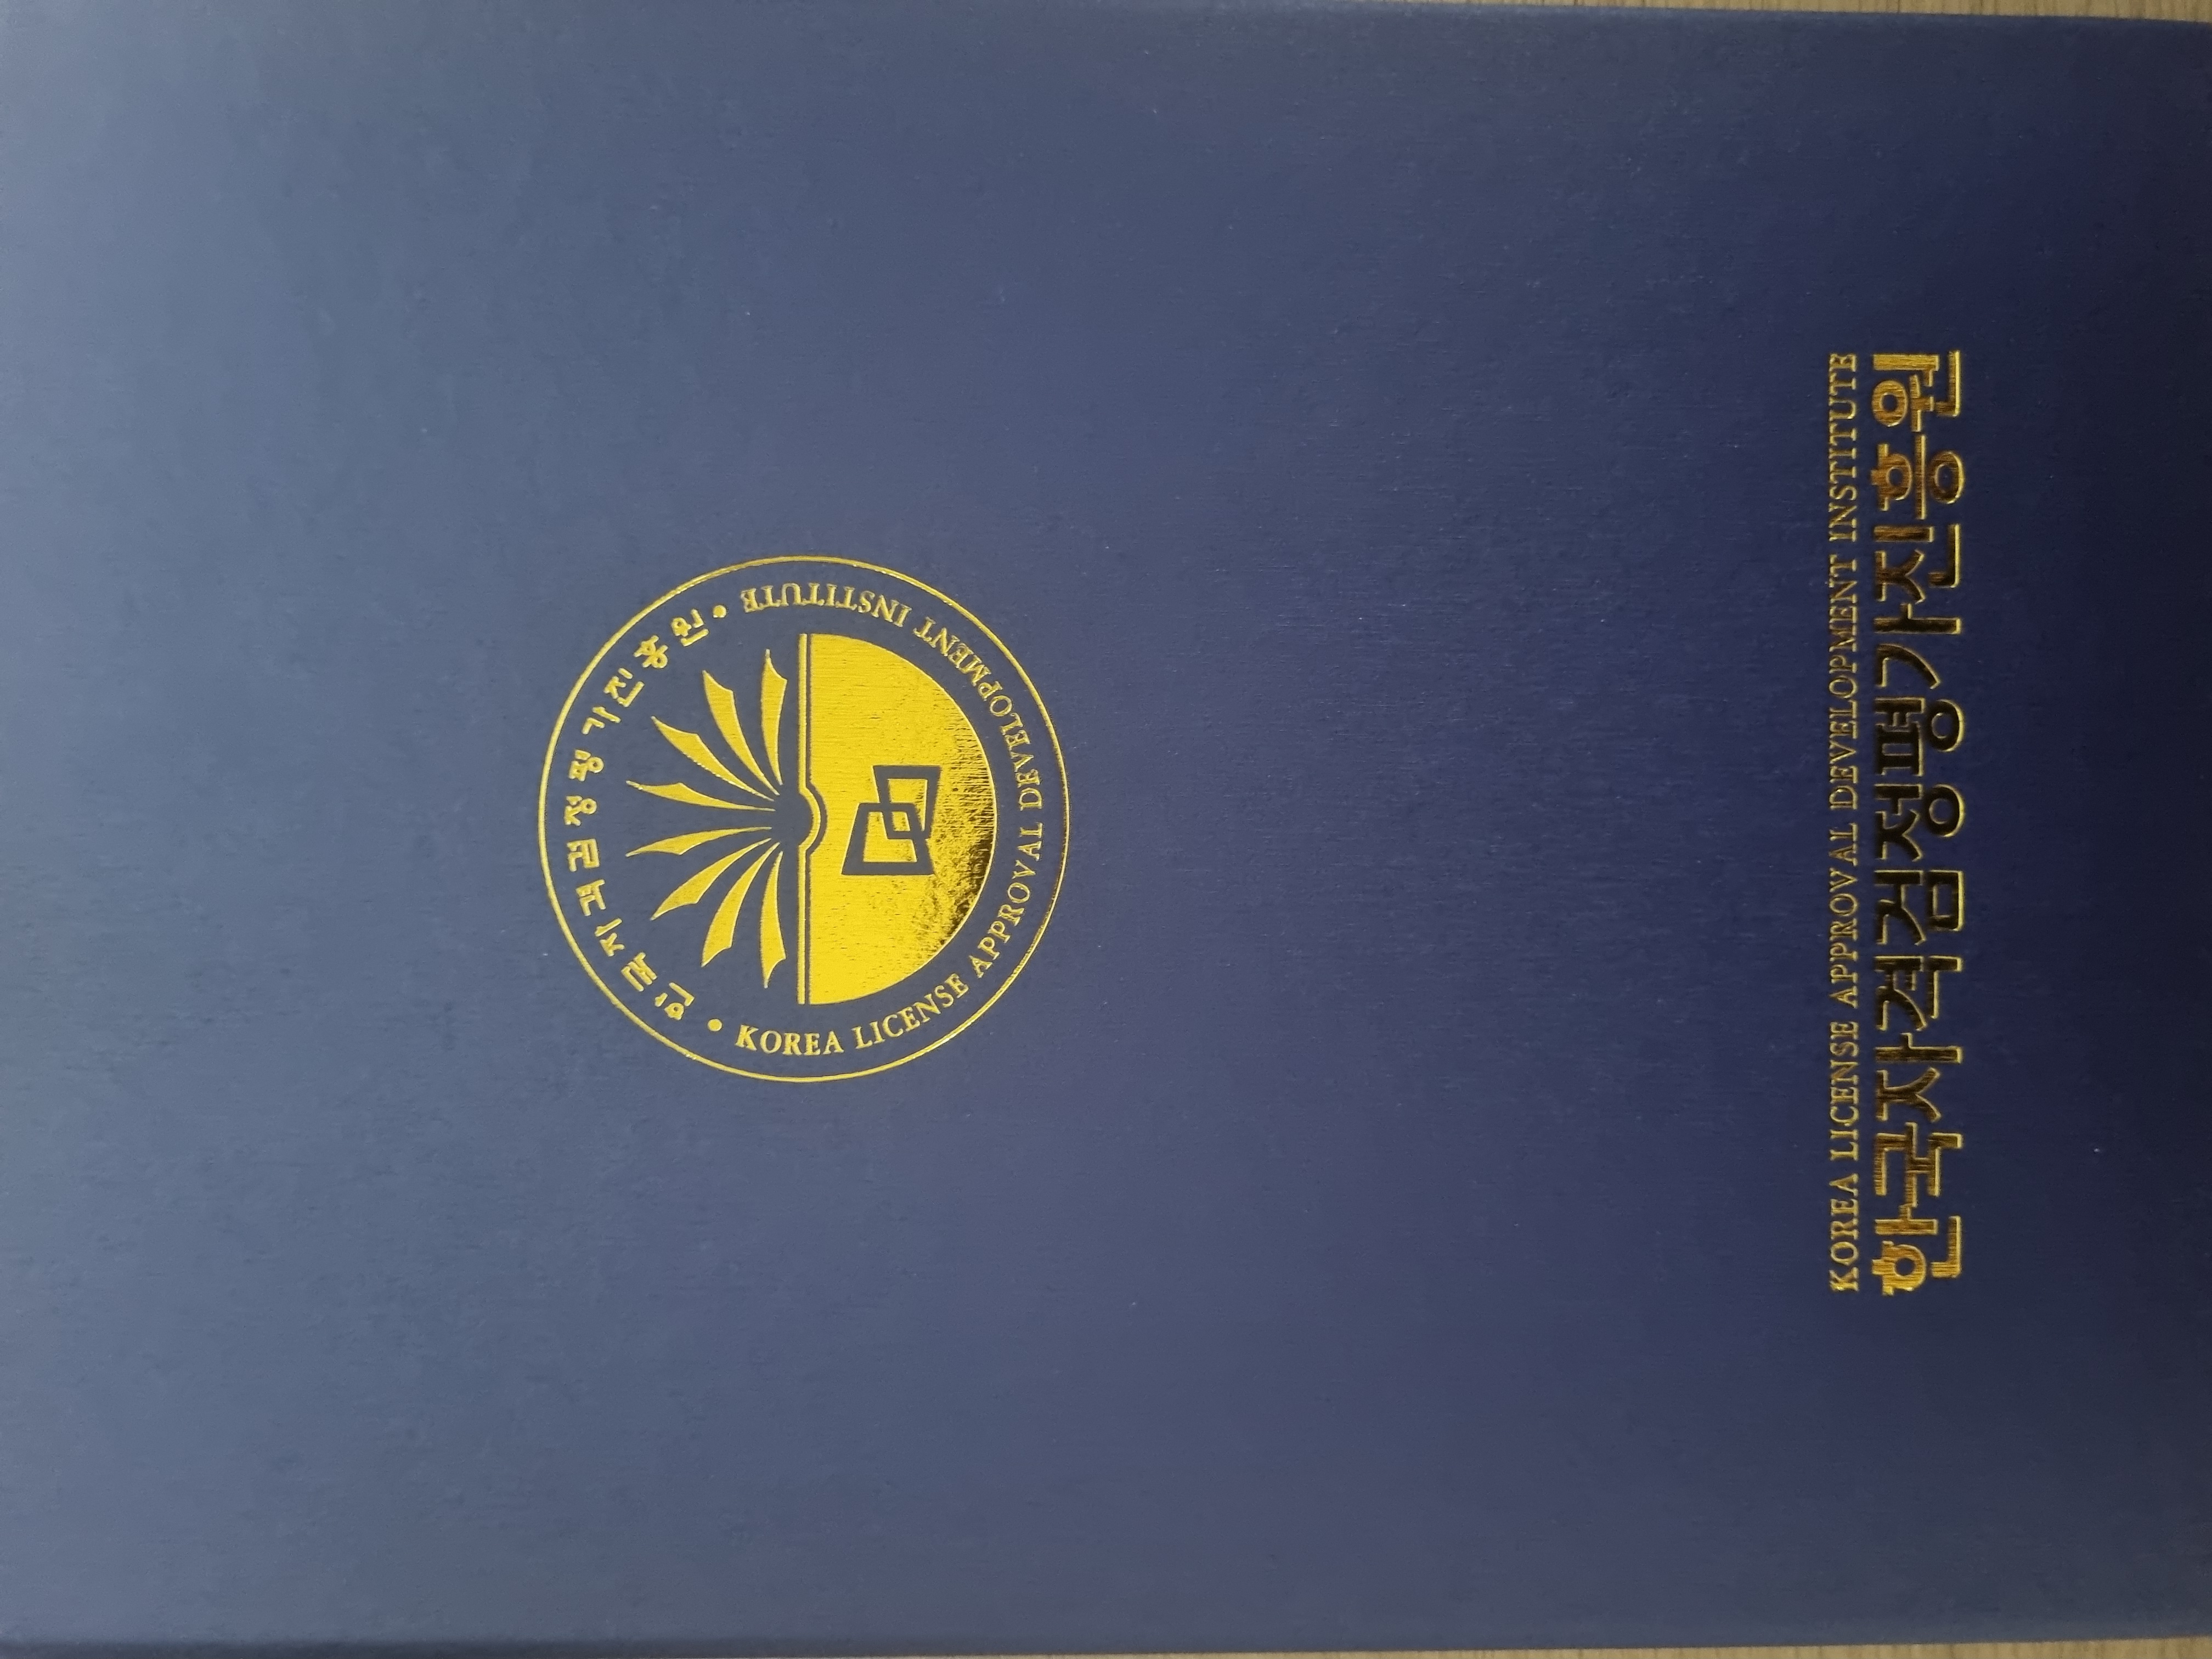 한국자격검정평가진흥원
• KOREA LICENSE APPROVAL DEVELOPMENT INSTITUTE •
KOREA LICENSE APPROVAL DEVELOPMENT INSTITUTE
한국자격검정평가진흥원